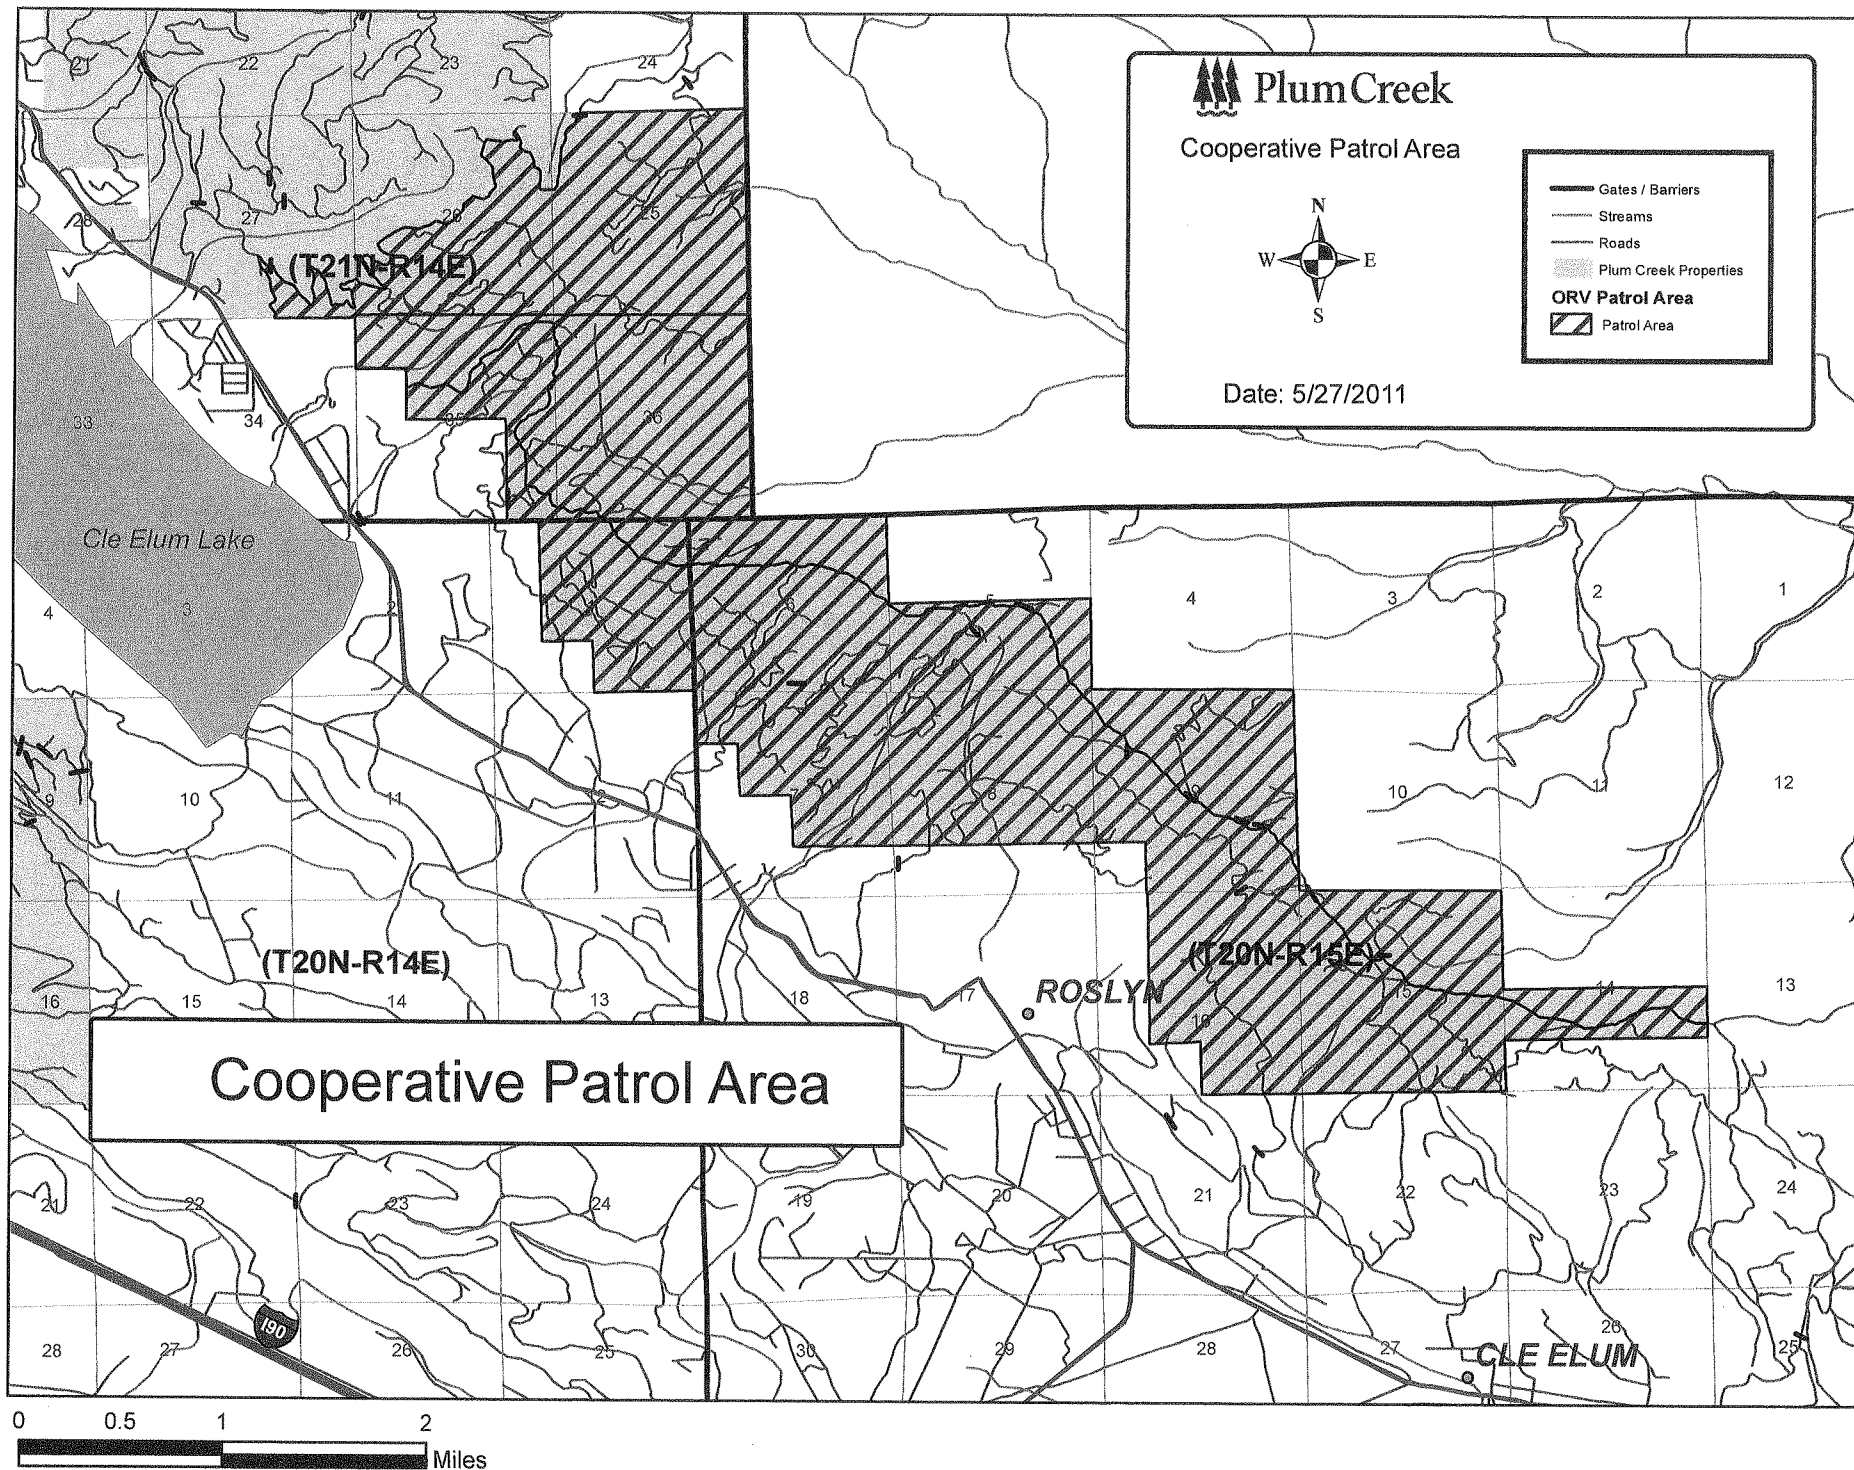 21 22 23 24
Plum Creek
Cooperative Patrol Area
N
W E
S
Gates / Barriers
Streams
Roads
Plum Creek Properties
ORV Patrol Area
Patrol Area
Date: 5/27/2011
28 27 26 25
(T21N-R14E)
33 34 35 36
Cle Elum Lake
4 3 2 6 5 4 3 2 1
9 10 11 12 7 8 9 10 11 12
(T20N-R14E)
(T20N-R15E)
16 15 14 13 18 17 16 15 14 13
ROSLYN
Cooperative Patrol Area
21 22 23 24 19 20 21 22 23 24
190
28 27 26 25 30 29 28 27 26 25
CLE ELUM
0 0.5 1 2
Miles